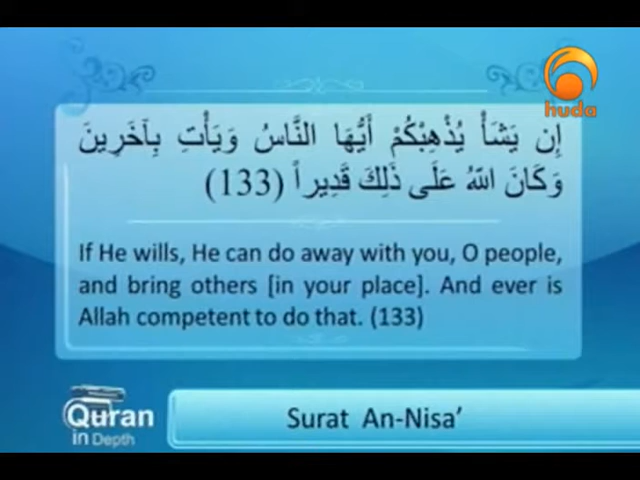 huda
إِن يَشَأْ يُذْهِبْكُمْ أَيُّهَا النَّاسُ وَيَأْتِ بِآخَرِينَ
وَكَانَ اللّهُ عَلَى ذَلِكَ قَدِيراً (133)
If He wills, He can do away with you, O people,
and bring others [in your place]. And ever is
Allah competent to do that. (133)
Quran
in Depth
Surat An-Nisa’